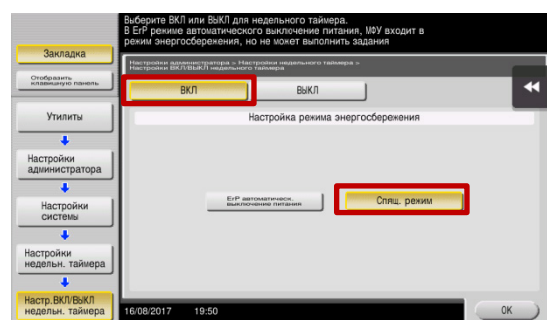 Выберите ВКЛ или ВЫКЛ для недельного таймера.
В ErP режиме автоматического выключение питания, МФУ входит в
режим энергосбережения, но не может выполнить задания
Закладка
Отобразить
клавишную панель
Утилиты
Настройки
администратора
Настройки
системы
Настройки
недельн. таймера
Настр.ВКЛ/ВЫКЛ
недельн. таймера
Настройки администратора > Настройки недельного таймера >
Настройки ВКЛ/ВЫКЛ недельного таймера
ВКЛ
ВЫКЛ
Настройка режима энергосбережения
ErP автоматическ.
выключение питания
Спящ. режим
16/08/2017 19:50
OK